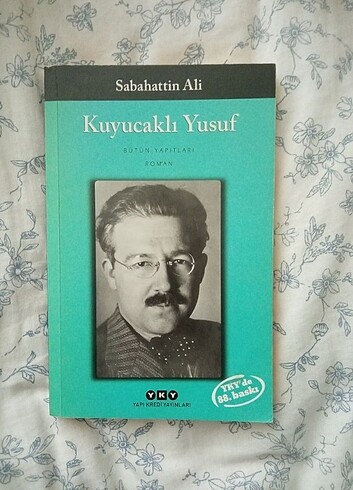 Sabahattin Ali
Kuyucaklı Yusuf
BÜTÜN YAPITLARI
ROMAN
YKY'de
88. baskı
YKY
YAPI KREDİ YAYINLARI